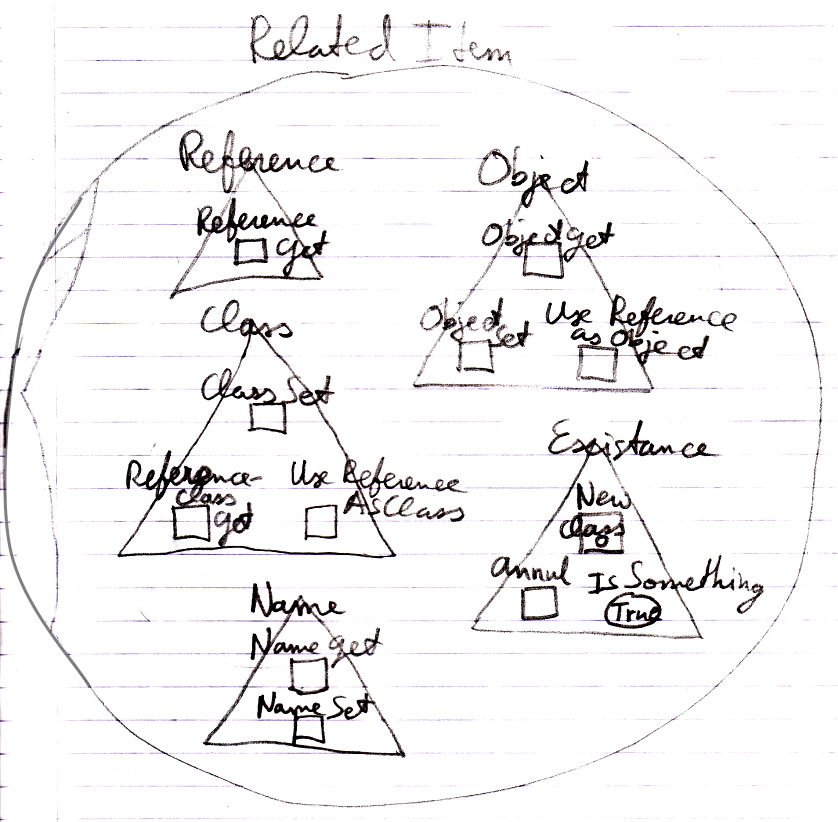 Related Item
Reference
Reference
get
Object
Object get
Object
Set
Use Reference
as Object
Class
Class Set
Reference-
Class
get
Use Reference
As Class
Existance
New
Class
Annul
Is Something
True
Name
Name get
Name Set